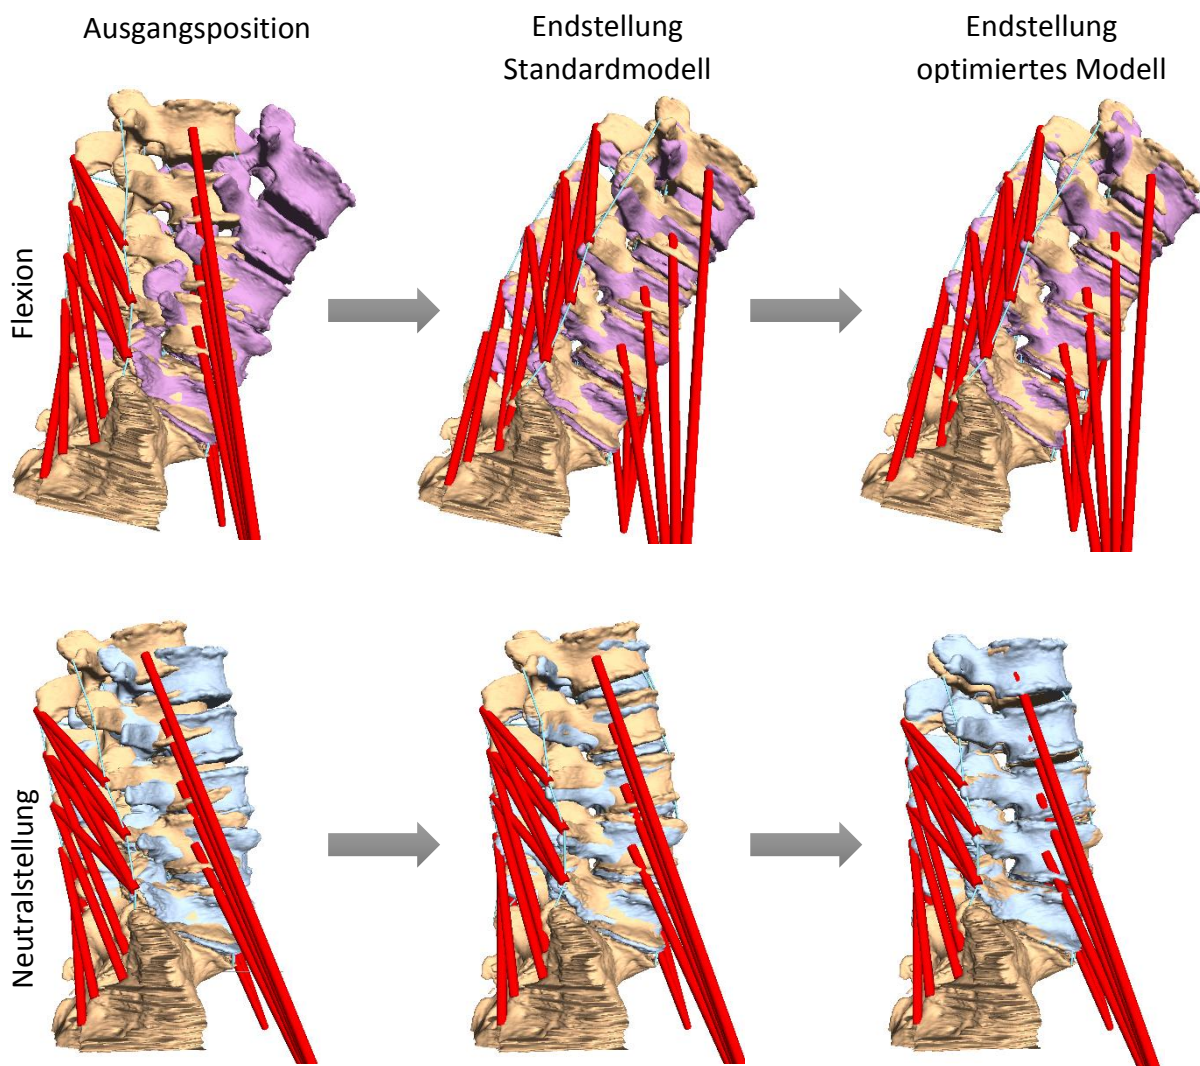 Ausgangsposition
Endstellung
Standardmodell
Endstellung
optimiertes Modell
Flexion
Neutralstellung